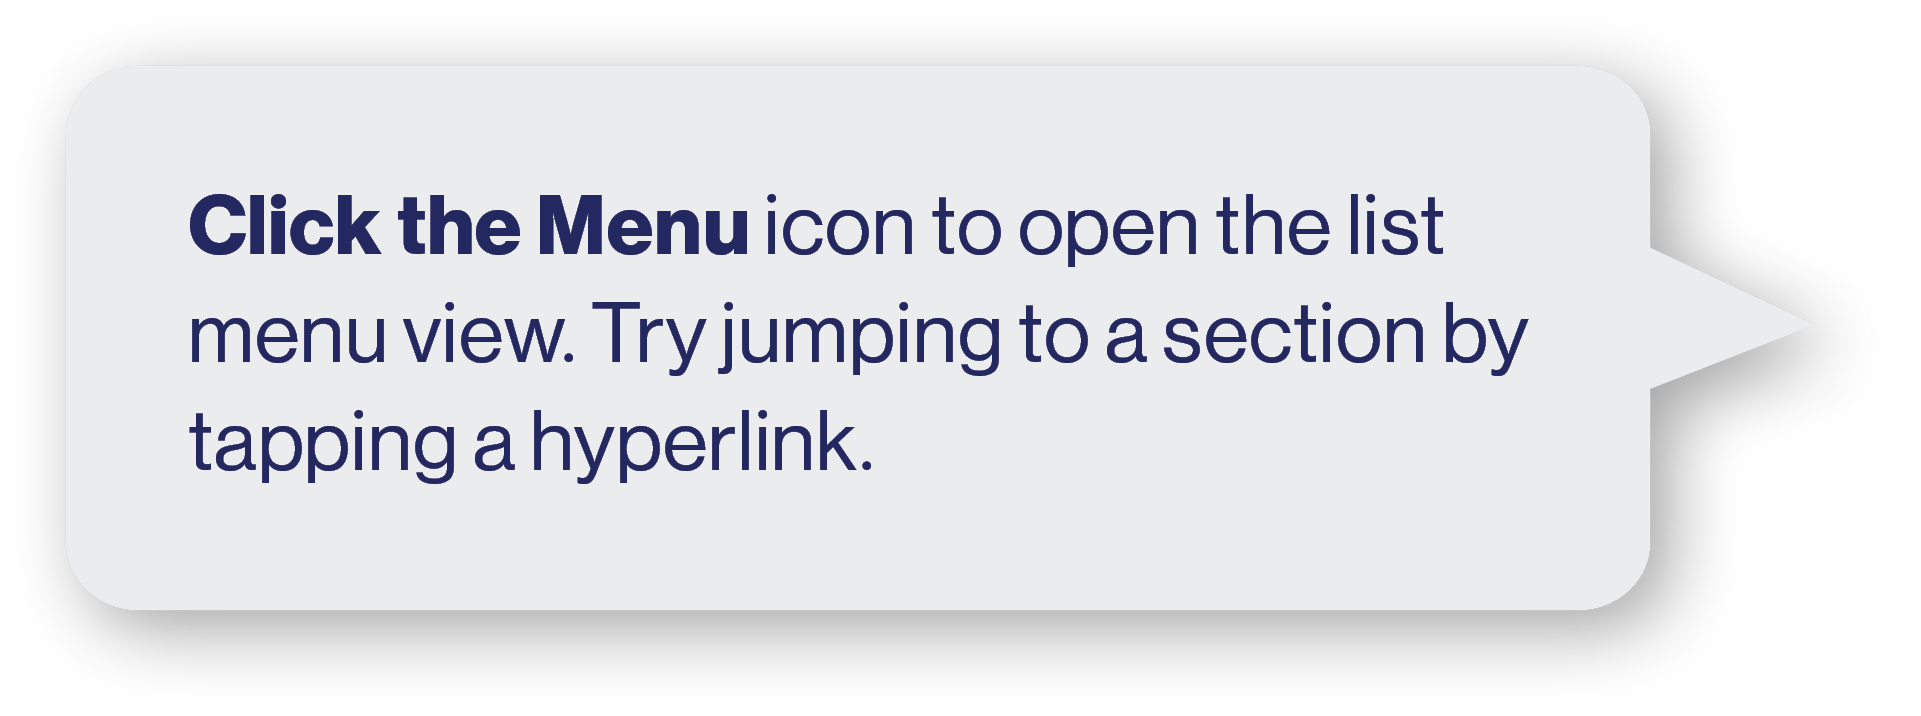 Click the Menu icon to open the list
menu view. Try jumping to a section by
tapping a hyperlink.